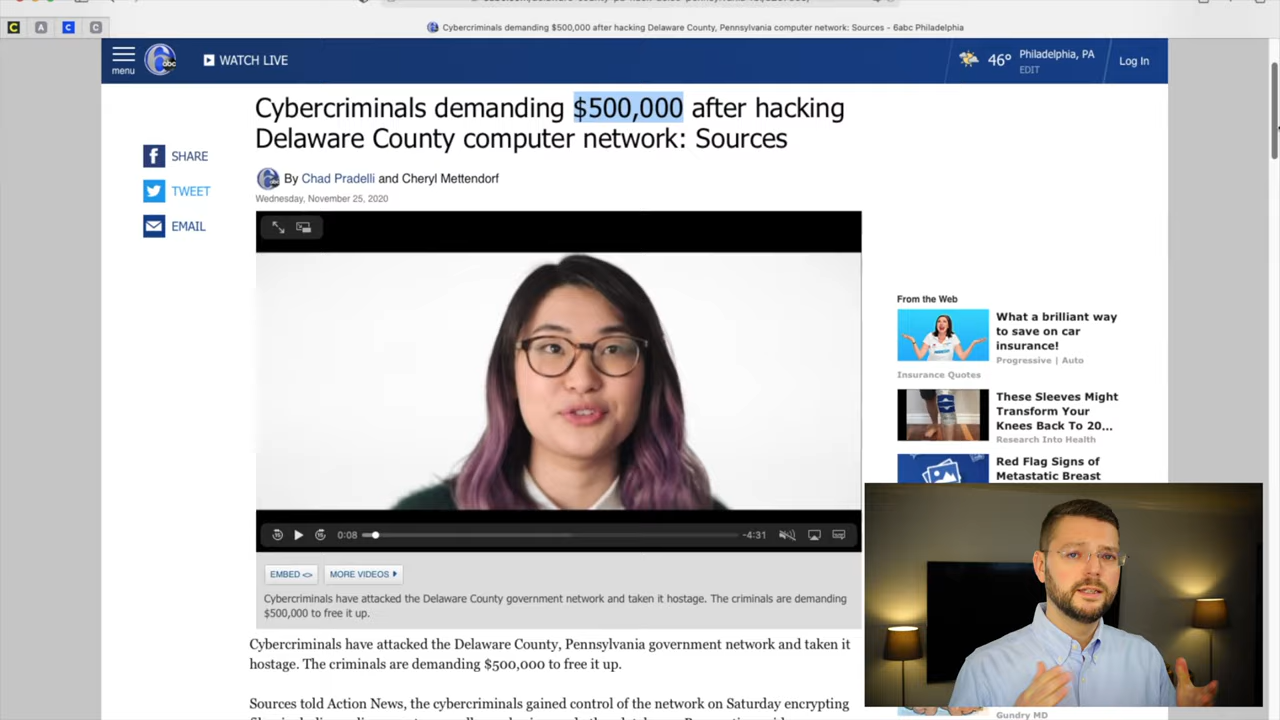 Cybercriminals demanding $500,000 after hacking Delaware County, Pennsylvania computer network: Sources - 6abc Philadelphia
menu
abc
WATCH LIVE
46°
Philadelphia, PA
EDIT
Log In
Cybercriminals demanding $500,000 after hacking
Delaware County computer network: Sources
SHARE
TWEET
EMAIL
By Chad Pradelli and Cheryl Mettendorf
Wednesday, November 25, 2020
0:08
-4:31
EMBED <>
MORE VIDEOS
Cybercriminals have attacked the Delaware County government network and taken it hostage. The criminals are demanding
$500,000 to free it up.
Cybercriminals have attacked the Delaware County, Pennsylvania government network and taken it
hostage. The criminals are demanding $500,000 to free it up.
Sources told Action News, the cybercriminals gained control of the network on Saturday encrypting
From the Web
What a brilliant way
to save on car
insurance!
Progressive | Auto
Insurance Quotes
These Sleeves Might
Transform Your
Knees Back To 20...
Research Into Health
Red Flag Signs of
Metastatic Breast
Gundry MD